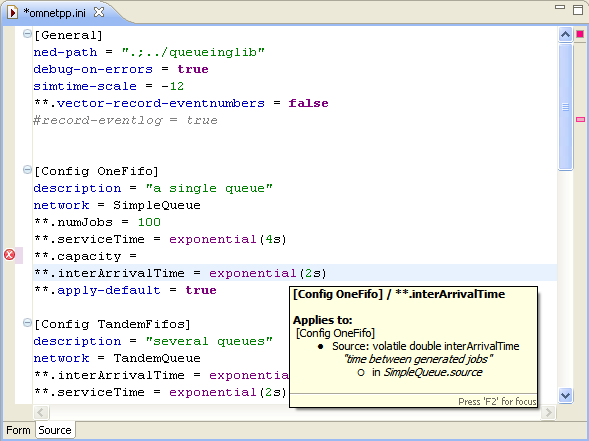 *omnetpp.ini
[General]
ned-path = ".;../queueinglib"
debug-on-errors = true
simtime-scale = -12
**.vector-record-eventnumbers = false
#record-eventlog = true
[Config OneFifo]
description = "a single queue"
network = SimpleQueue
**.numJobs = 100
**.serviceTime = exponential(4s)
**.capacity =
**.interArrivalTime = exponential(2s)
**.apply-default = true
[Config TandemFifos]
description = "several queues"
network = TandemQueue
**.interArrivalTime = exponentia
**.serviceTime = exponential(2s)
[Config OneFifo] / **.interArrivalTime
Applies to:
[Config OneFifo]
● Source: volatile double interArrivalTime
"time between generated jobs"
○ in SimpleQueue.source
Press 'F2' for focus
Form Source